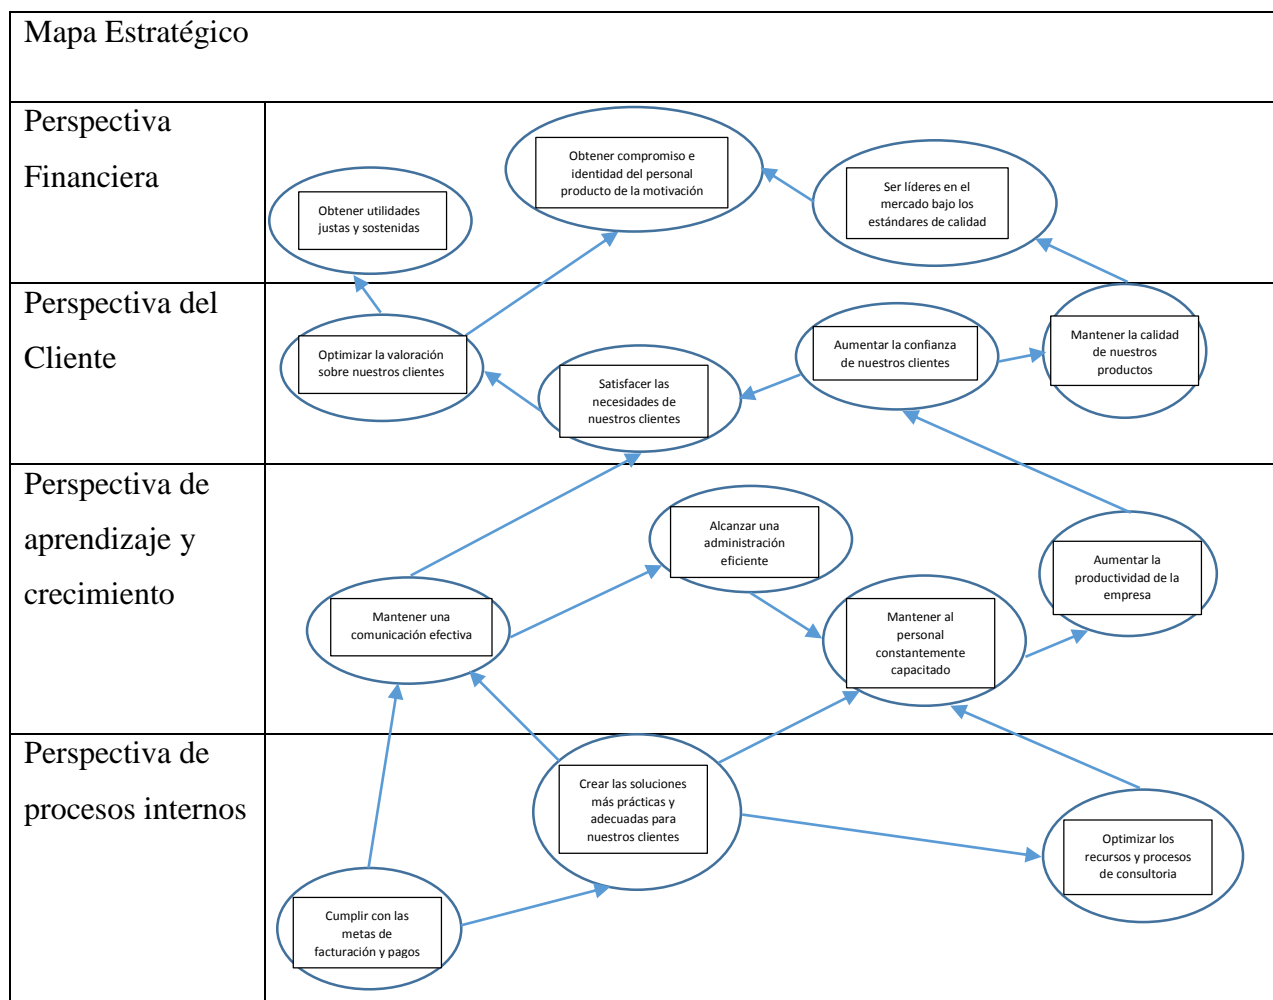 Mapa Estratégico
Perspectiva
Financiera
Obtener utilidades
justas y sostenidas
Obtener compromiso e
identidad del personal
producto de la motivación
Ser líderes en el
mercado bajo los
estándares de calidad
Perspectiva del
Cliente
Optimizar la valoración
sobre nuestros clientes
Satisfacer las
necesidades de
nuestros clientes
Aumentar la confianza
de nuestros clientes
Mantener la calidad
de nuestros
productos
Perspectiva de
aprendizaje y
crecimiento
Mantener una
comunicación efectiva
Alcanzar una
administración
eficiente
Mantener al
personal
constantemente
capacitado
Aumentar la
productividad de la
empresa
Perspectiva de
procesos internos
Cumplir con las
metas de
facturación y pagos
Crear las soluciones
más prácticas y
adecuadas para
nuestros clientes
Optimizar los
recursos y procesos
de consultoria